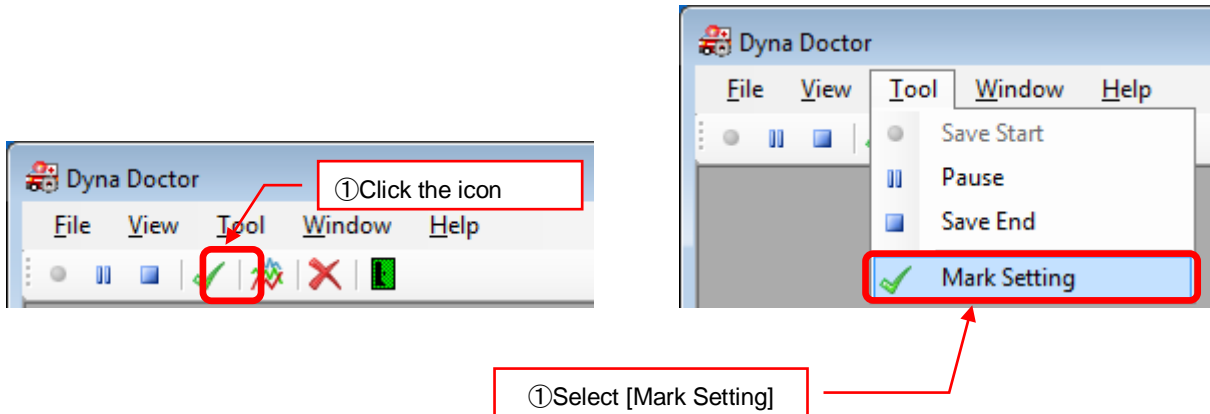 Dyna Doctor
①Click the icon
File View Tool Window Help
Dyna Doctor
File View Tool Window Help
Save Start
Pause
Save End
Mark Setting
①Select [Mark Setting]